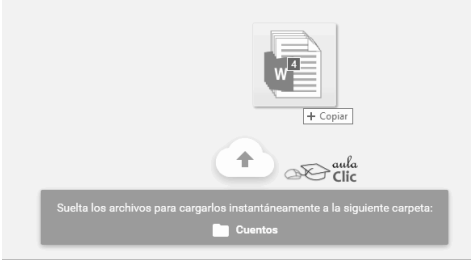 W 4
+ Copiar
aula
Clic
Suelta los archivos para cargarlos instantáneamente a la siguiente carpeta:
Cuentos